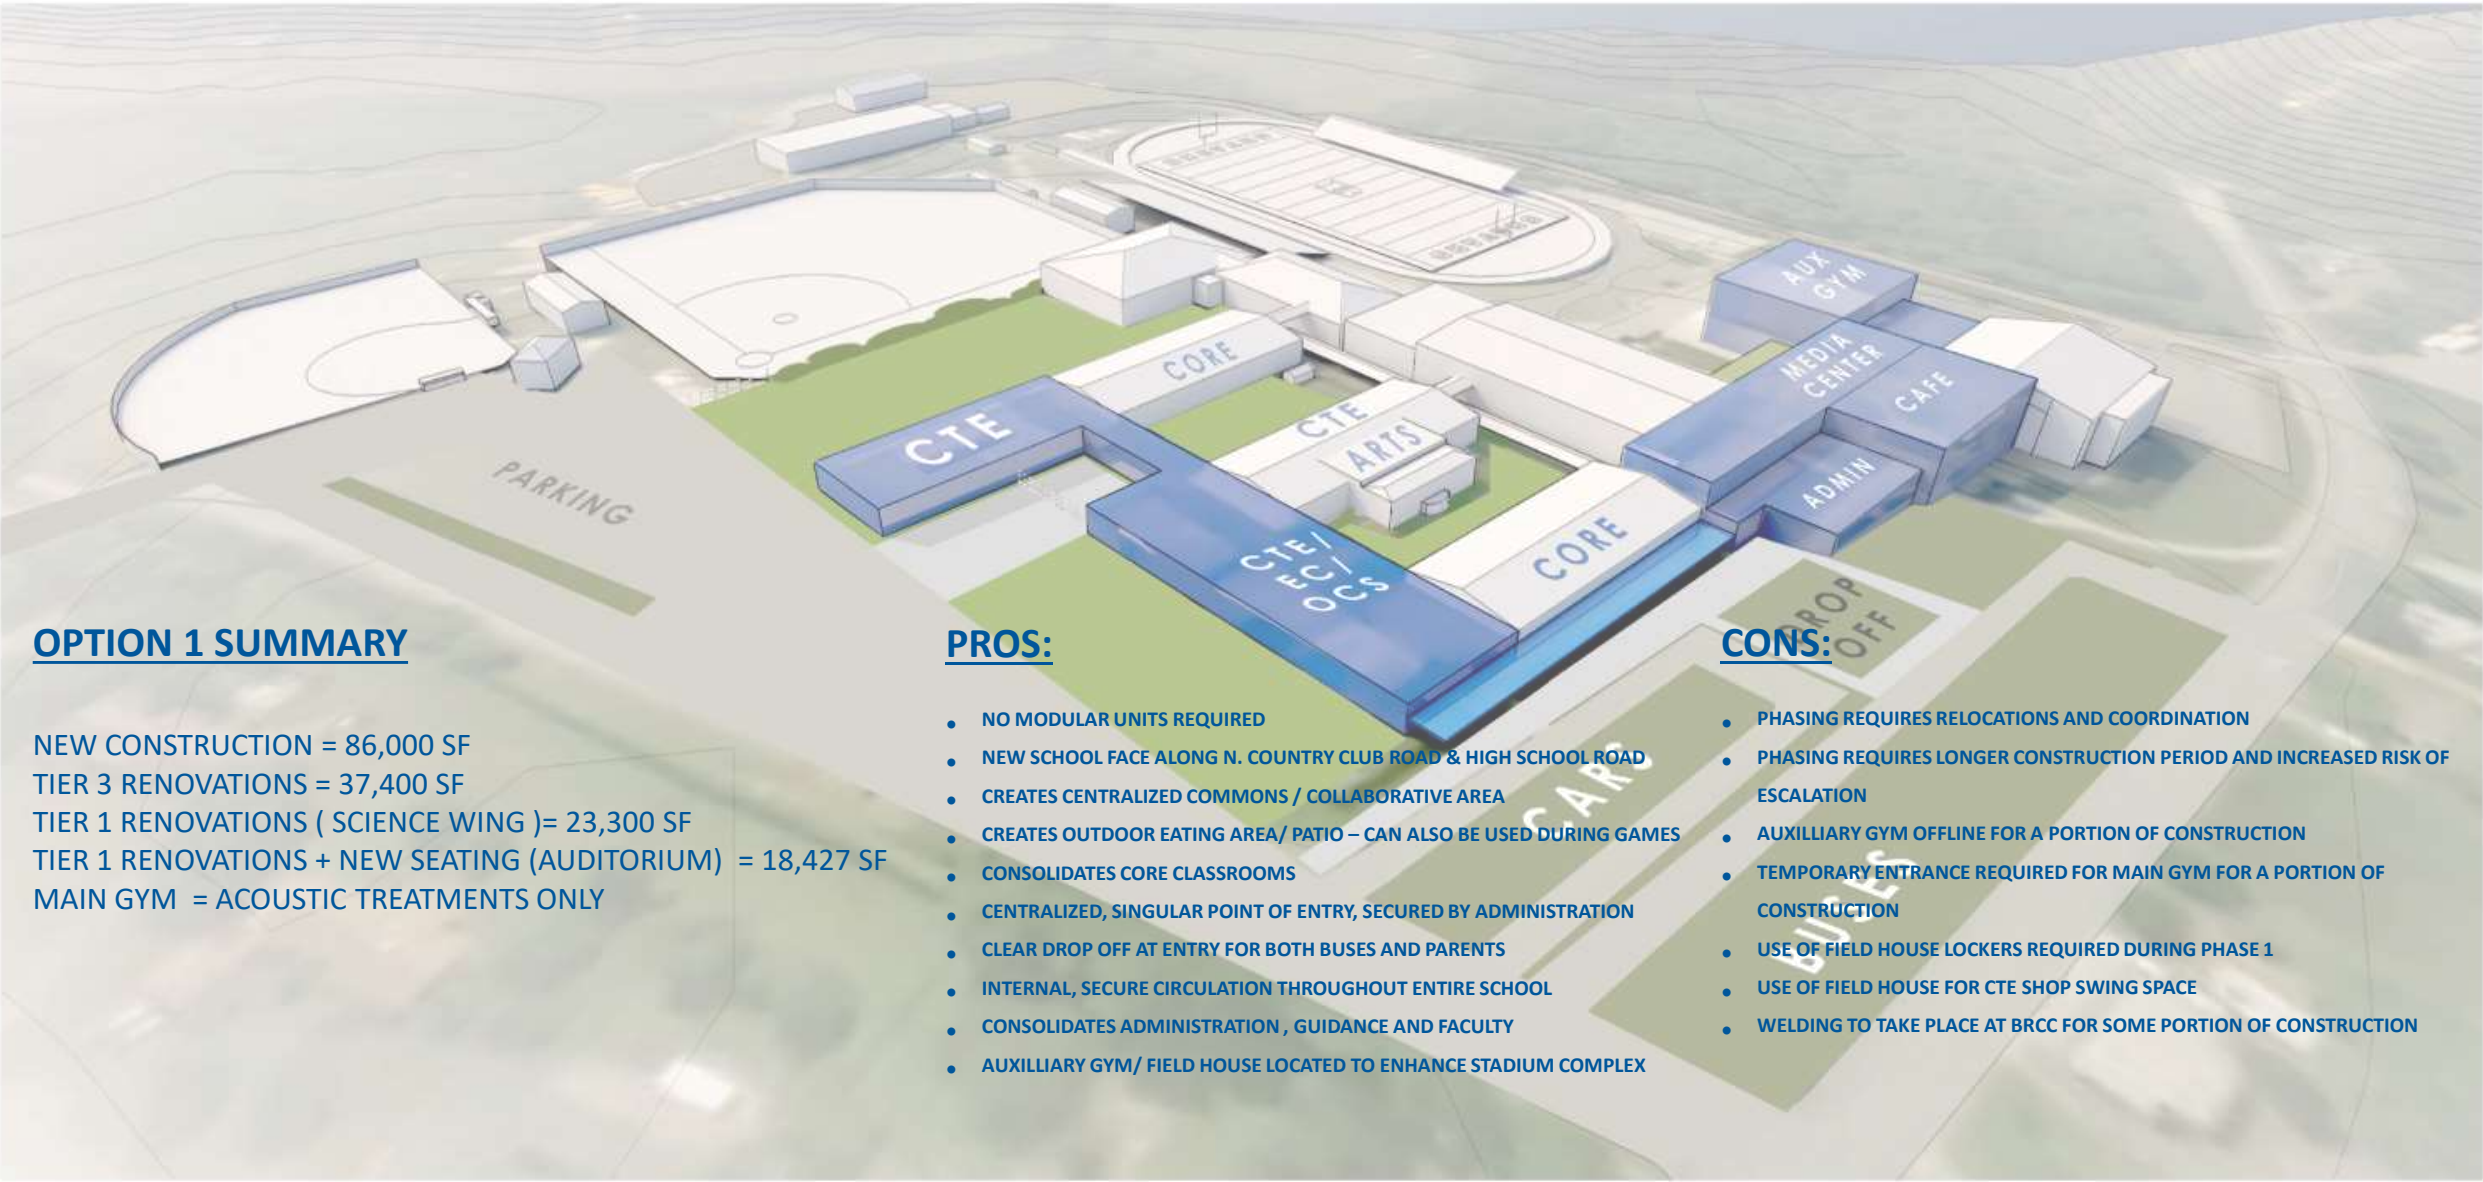 AUX
GYM
MEDIA
CENTER
CAFE
ADMIN
CORE
CTE
CTE
ARTS
CTE/
EC/
OCS
CORE
PARKING
DROP
OFF
CARS
BUSES
OPTION 1 SUMMARY
NEW CONSTRUCTION = 86,000 SF
TIER 3 RENOVATIONS = 37,400 SF
TIER 1 RENOVATIONS ( SCIENCE WING )= 23,300 SF
TIER 1 RENOVATIONS + NEW SEATING (AUDITORIUM) = 18,427 SF
MAIN GYM = ACOUSTIC TREATMENTS ONLY
PROS:
• NO MODULAR UNITS REQUIRED
• NEW SCHOOL FACE ALONG N. COUNTRY CLUB ROAD & HIGH SCHOOL ROAD
• CREATES CENTRALIZED COMMONS / COLLABORATIVE AREA
• CREATES OUTDOOR EATING AREA/ PATIO – CAN ALSO BE USED DURING GAMES
• CONSOLIDATES CORE CLASSROOMS
• CENTRALIZED, SINGULAR POINT OF ENTRY, SECURED BY ADMINISTRATION
• CLEAR DROP OFF AT ENTRY FOR BOTH BUSES AND PARENTS
• INTERNAL, SECURE CIRCULATION THROUGHOUT ENTIRE SCHOOL
• CONSOLIDATES ADMINISTRATION , GUIDANCE AND FACULTY
• AUXILLIARY GYM/ FIELD HOUSE LOCATED TO ENHANCE STADIUM COMPLEX
CONS:
• PHASING REQUIRES RELOCATIONS AND COORDINATION
• PHASING REQUIRES LONGER CONSTRUCTION PERIOD AND INCREASED RISK OF
ESCALATION
• AUXILLIARY GYM OFFLINE FOR A PORTION OF CONSTRUCTION
• TEMPORARY ENTRANCE REQUIRED FOR MAIN GYM FOR A PORTION OF
CONSTRUCTION
• USE OF FIELD HOUSE LOCKERS REQUIRED DURING PHASE 1
• USE OF FIELD HOUSE FOR CTE SHOP SWING SPACE
• WELDING TO TAKE PLACE AT BRCC FOR SOME PORTION OF CONSTRUCTION